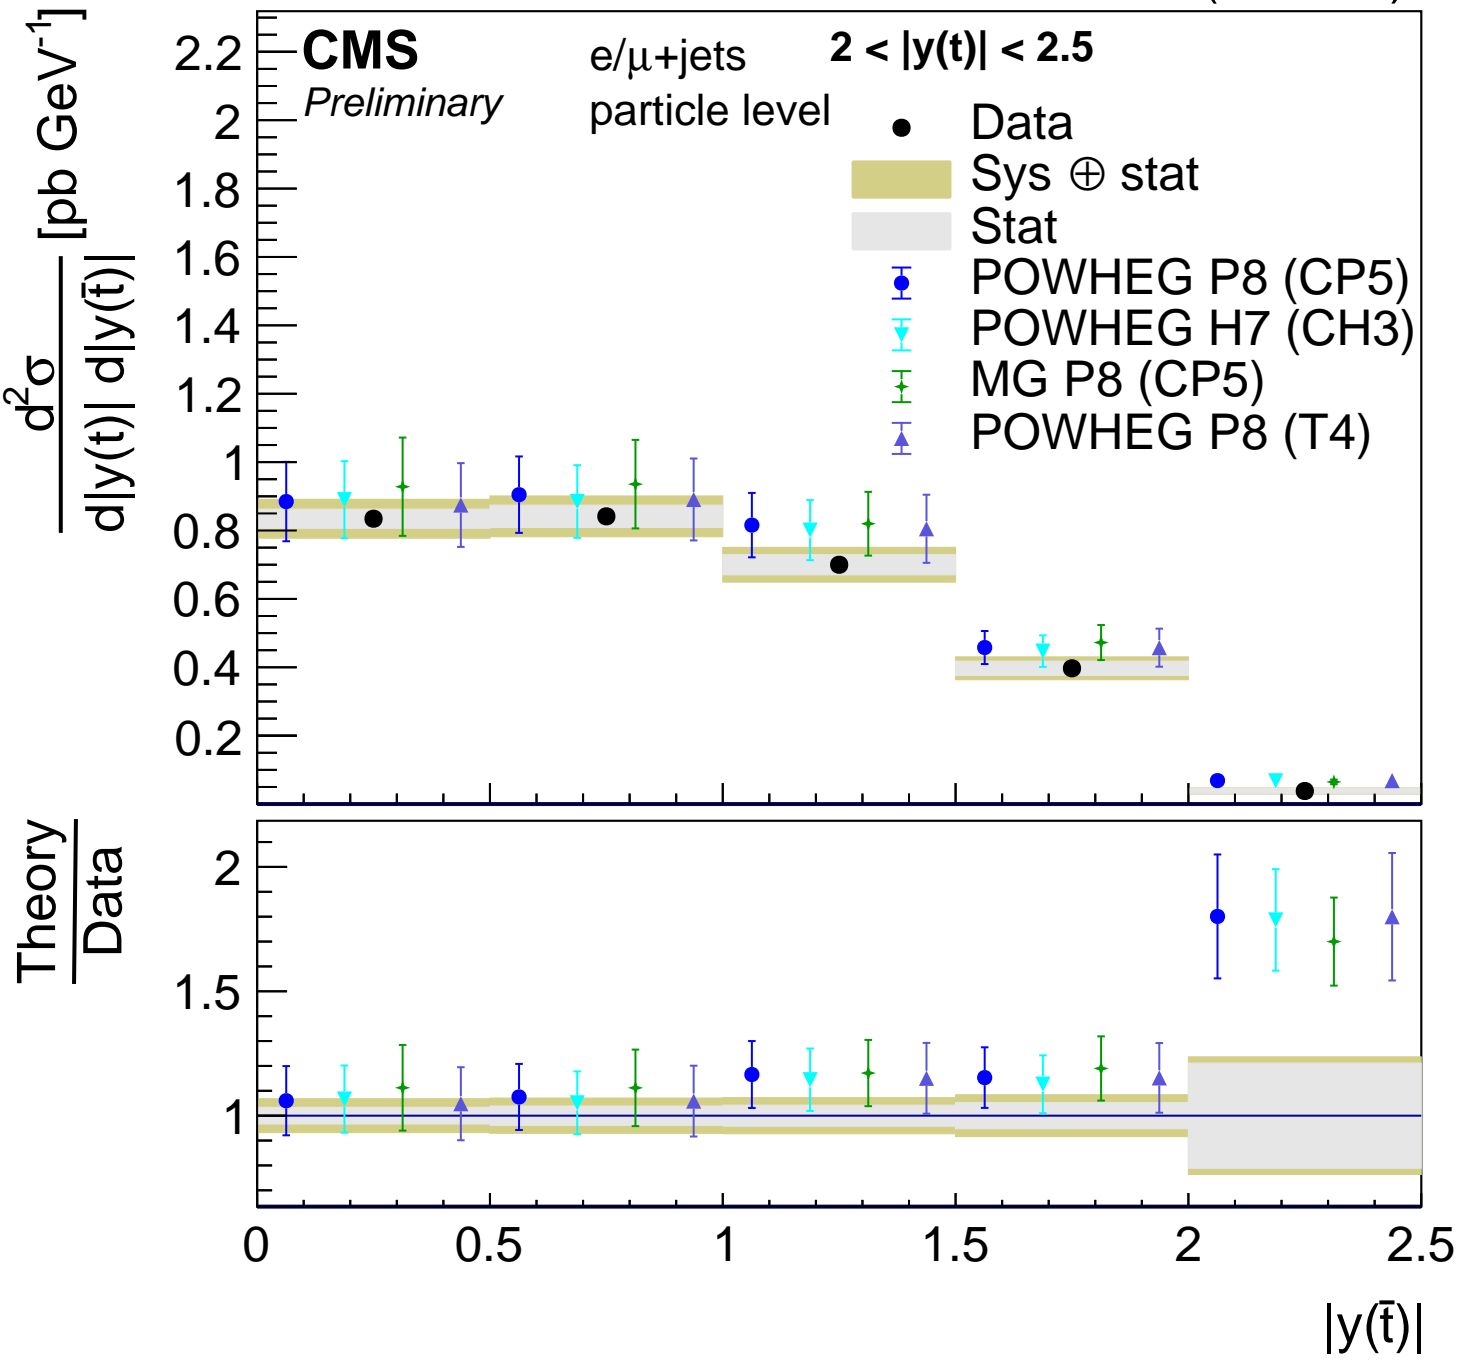 CMS
Preliminary
e/μ+jets
particle level
2 < |y(t)| < 2.5
Data
Sys ⊕ stat
Stat
POWHEG P8 (CP5)
POWHEG H7 (CH3)
MG P8 (CP5)
POWHEG P8 (T4)
d²σ
d|y(t)| d|y(t̄)|
[pb GeV⁻¹]
2.2
2
1.8
1.6
1.4
1.2
1
0.8
0.6
0.4
0.2
Theory
Data
2
1.5
1
0
0.5
1
1.5
2
2.5
|y(t̄)|